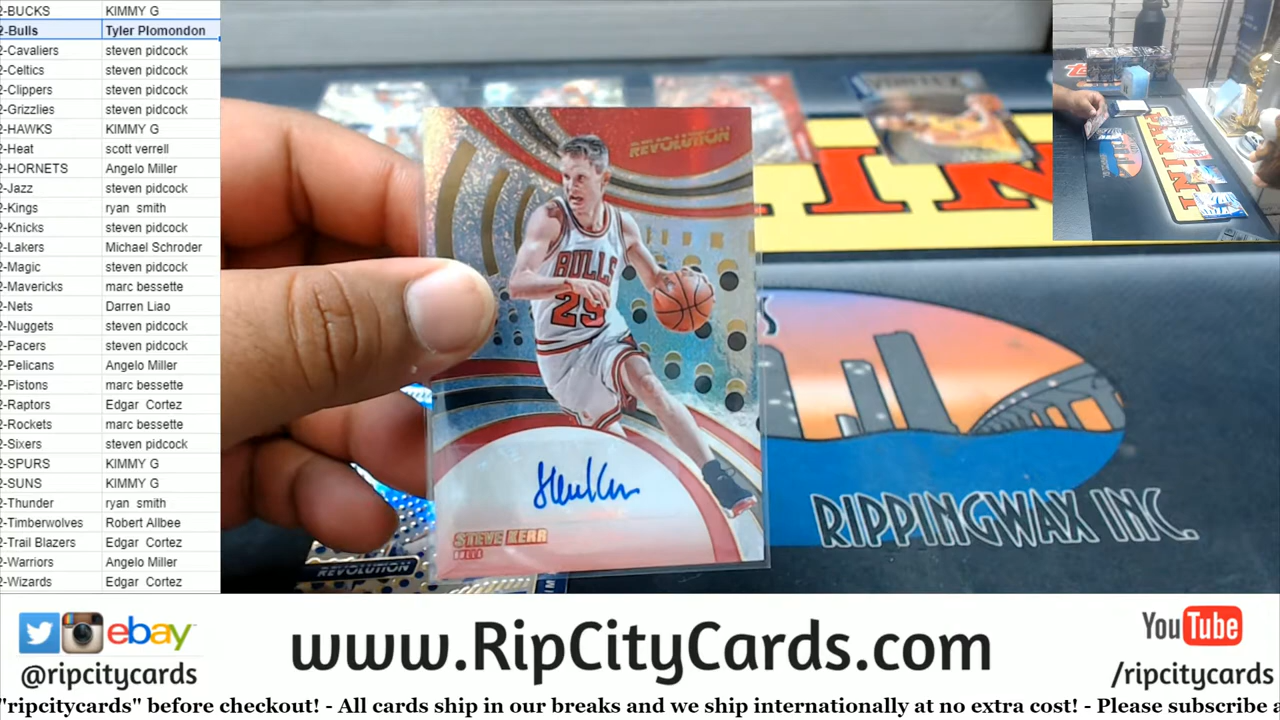 2-BUCKS KIMMY G
2-Bulls Tyler Plomondon
2-Cavaliers steven pidcock
2-Celtics steven pidcock
2-Clippers steven pidcock
2-Grizzlies steven pidcock
2-HAWKS KIMMY G
2-Heat scott verrell
2-HORNETS Angelo Miller
2-Jazz steven pidcock
2-Kings ryan smith
2-Knicks steven pidcock
2-Lakers Michael Schroder
2-Magic steven pidcock
2-Mavericks marc bessette
2-Nets Darren Liao
2-Nuggets steven pidcock
2-Pacers steven pidcock
2-Pelicans Angelo Miller
2-Pistons marc bessette
2-Raptors Edgar Cortez
2-Rockets marc bessette
2-Sixers steven pidcock
2-SPURS KIMMY G
2-SUNS KIMMY G
2-Thunder ryan smith
2-Timberwolves Robert Allbee
2-Trail Blazers Edgar Cortez
2-Warriors Angelo Miller
2-Wizards Edgar Cortez
REVOLUTION
BULLS
25
STEVE KERR
BULLS
REVOLUTION
PANINI
RIPPINGWAX INC.
ebay
@ripcitycards
www.RipCityCards.com
YouTube
/ripcitycards
"ripcitycards" before checkout! - All cards ship in our breaks and we ship internationally at no extra cost! - Please subscribe a